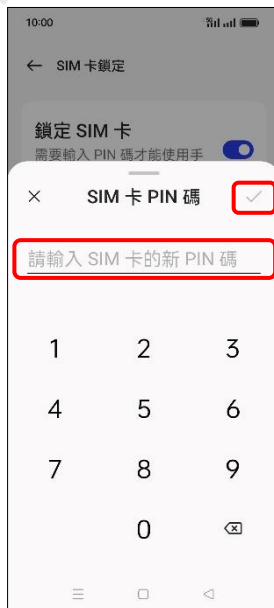 10:00
SIM 卡鎖定
鎖定 SIM 卡
需要輸入 PIN 碼才能使用手
SIM 卡 PIN 碼
請輸入 SIM 卡的新 PIN 碼
1 2 3
4 5 6
7 8 9
0